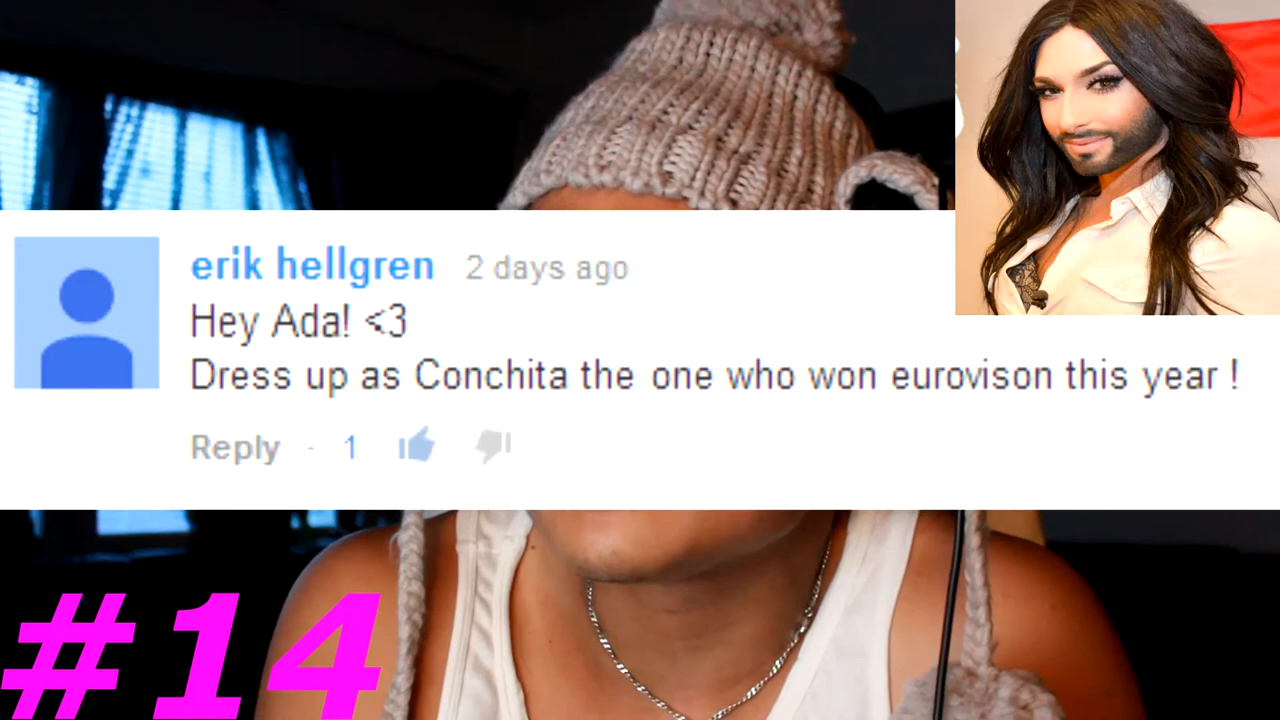 erik hellgren 2 days ago
Hey Ada! <3
Dress up as Conchita the one who won eurovison this year !
Reply · 1
#14